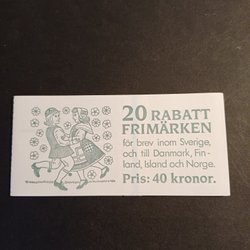 20 RABATT
FRIMÄRKEN
för brev inom Sverige,
och till Danmark, Fin-
land, Island och Norge.
Pris: 40 kronor.